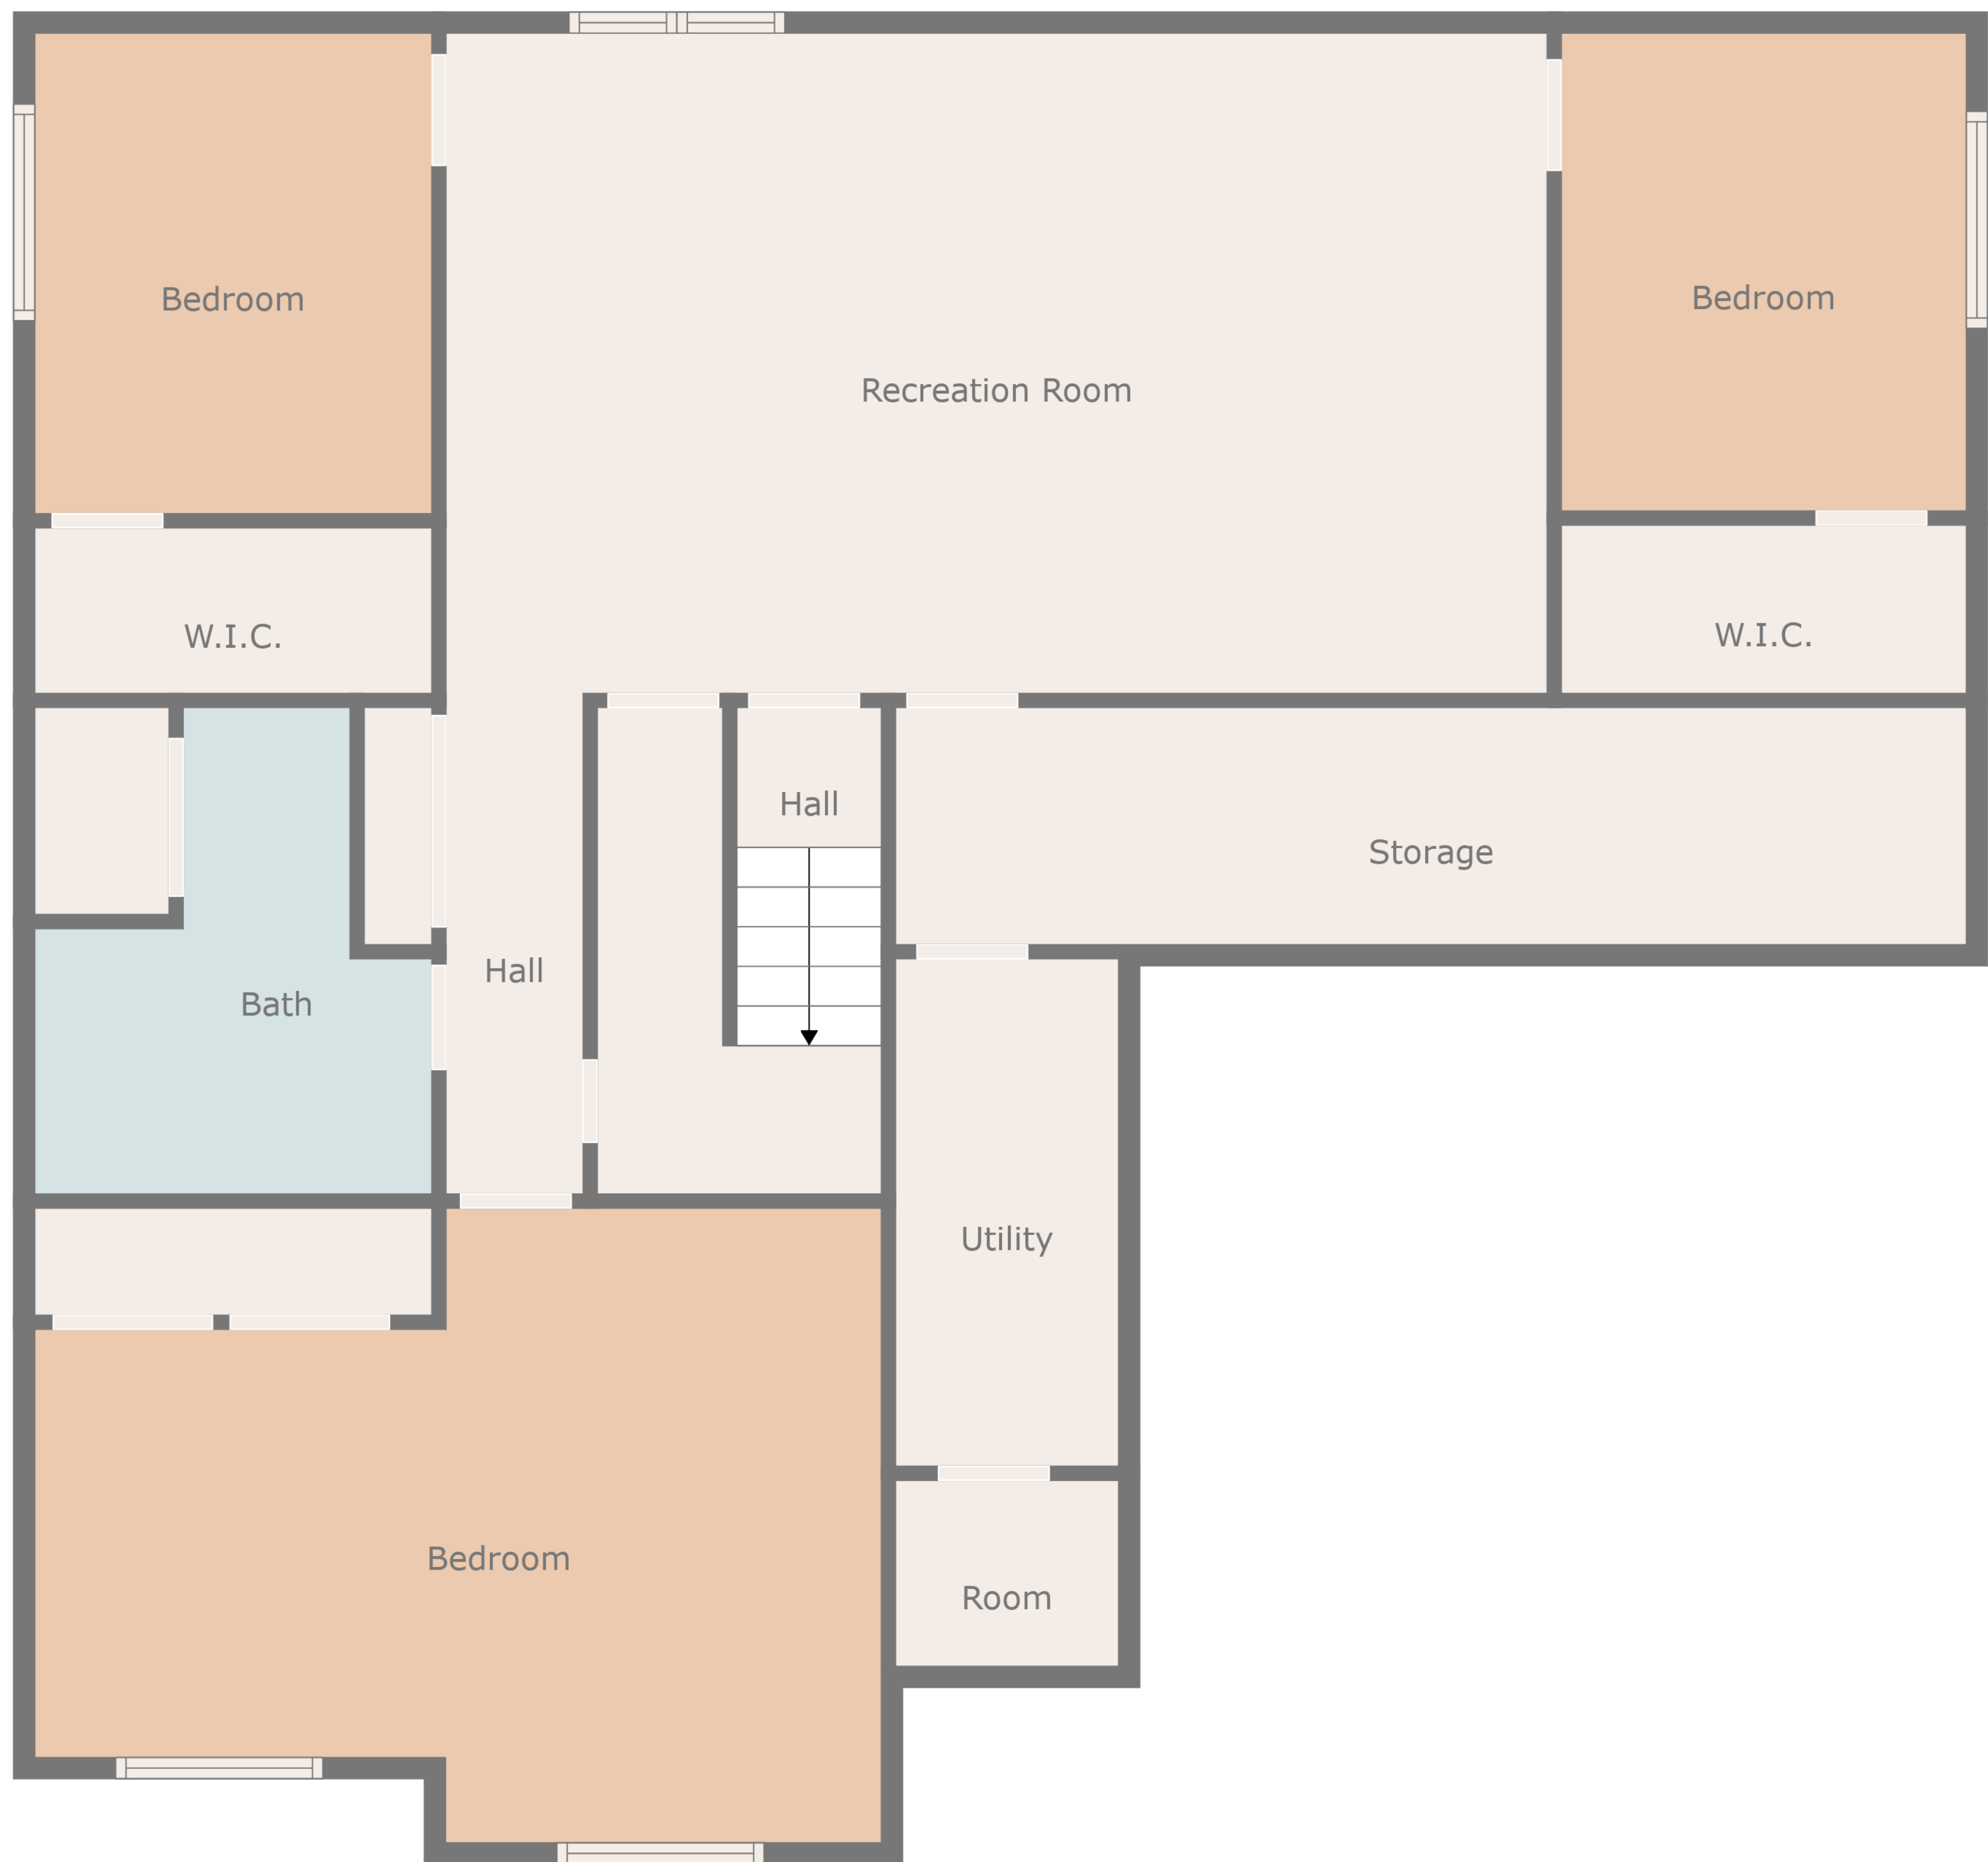 Bedroom
Bedroom
Recreation Room
W.I.C.
W.I.C.
Hall
Storage
Hall
Bath
Utility
Bedroom
Room